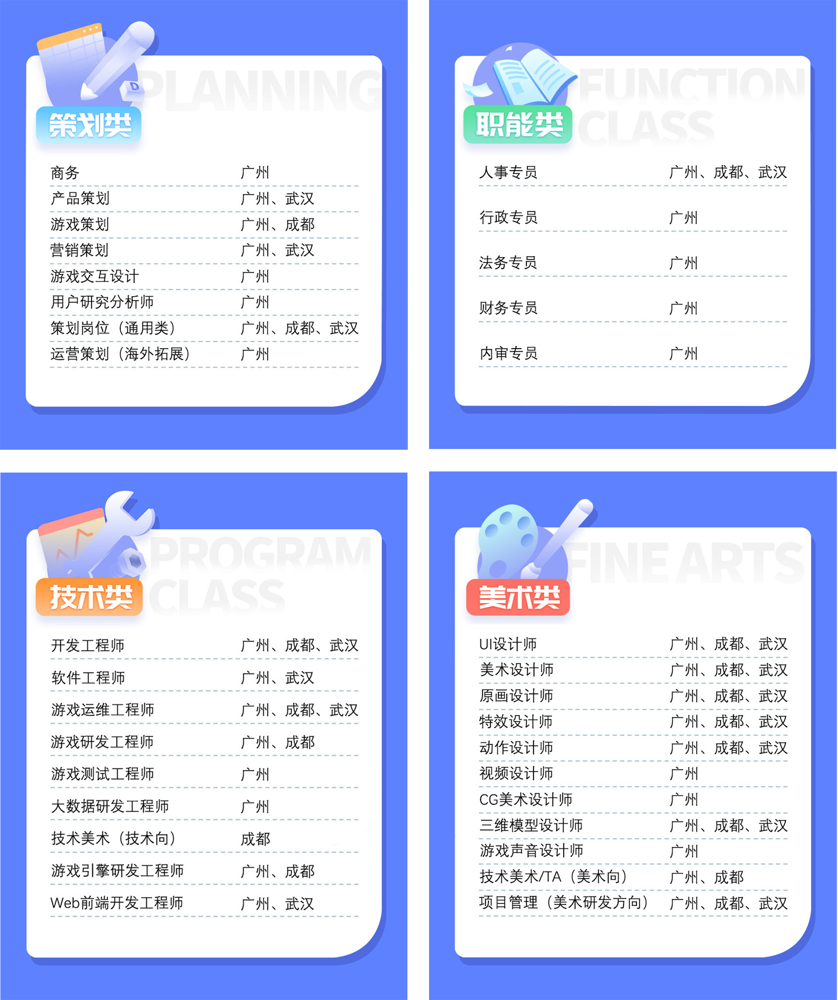 PLANNING
D
策划类
商务 广州
产品策划 广州、武汉
游戏策划 广州、成都
营销策划 广州、武汉
游戏交互设计 广州
用户研究分析师 广州
策划岗位（通用类） 广州、成都、武汉
运营策划（海外拓展） 广州
FUNCTION
CLASS
职能类
人事专员 广州、成都、武汉
行政专员 广州
法务专员 广州
财务专员 广州
内审专员 广州
PROGRAM
CLASS
技术类
开发工程师 广州、成都、武汉
软件工程师 广州、武汉
游戏运维工程师 广州、成都、武汉
游戏研发工程师 广州、成都
游戏测试工程师 广州
大数据研发工程师 广州
技术美术（技术向） 成都
游戏引擎研发工程师 广州、成都
Web前端开发工程师 广州、武汉
FINE ARTS
美术类
UI设计师 广州、成都、武汉
美术设计师 广州、成都、武汉
原画设计师 广州、成都、武汉
特效设计师 广州、成都、武汉
动作设计师 广州、成都、武汉
视频设计师 广州
CG美术设计师 广州
三维模型设计师 广州、成都、武汉
游戏声音设计师 广州
技术美术/TA（美术向） 广州、成都
项目管理（美术研发方向） 广州、成都、武汉